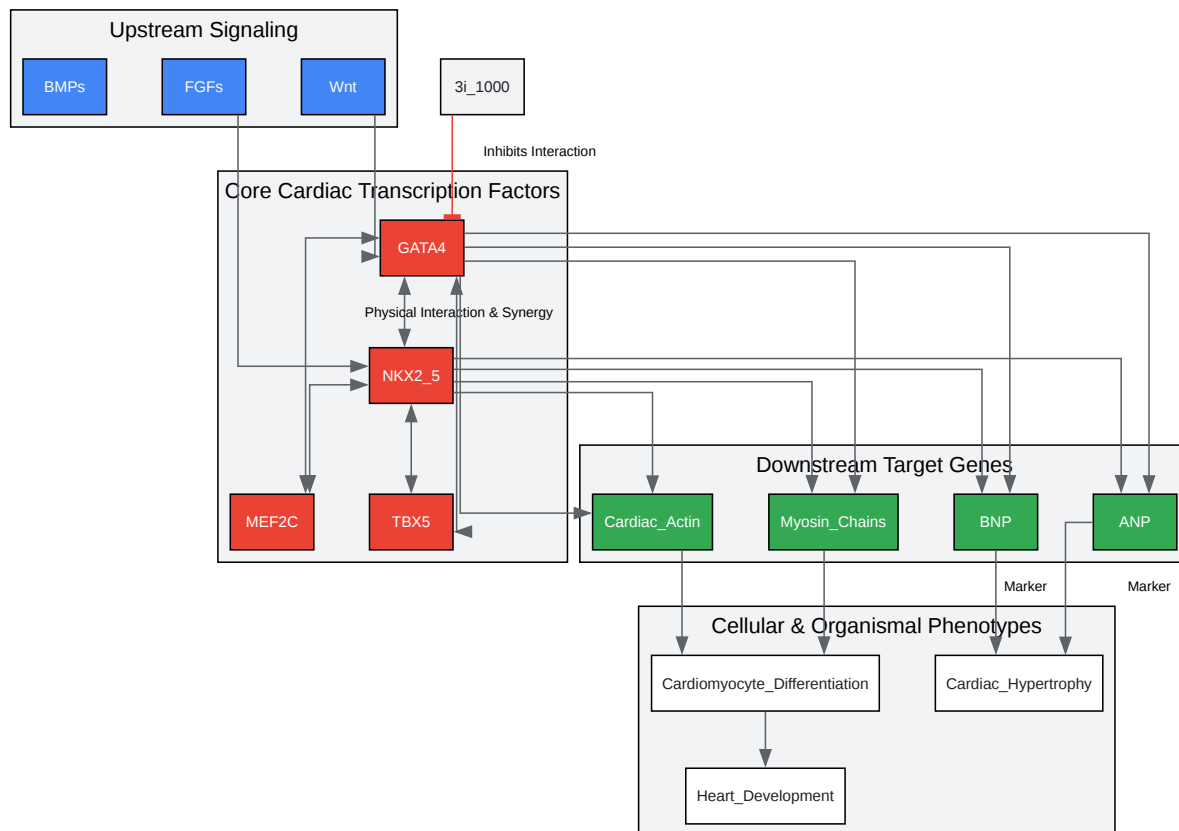 Upstream Signaling
BMPs
FGFs
Wnt
3i_1000
Inhibits Interaction
Core Cardiac Transcription Factors
GATA4
Physical Interaction & Synergy
NKX2_5
MEF2C
TBX5
Downstream Target Genes
Cardiac_Actin
Myosin_Chains
BNP
ANP
Marker
Marker
Cellular & Organismal Phenotypes
Cardiomyocyte_Differentiation
Cardiac_Hypertrophy
Heart_Development